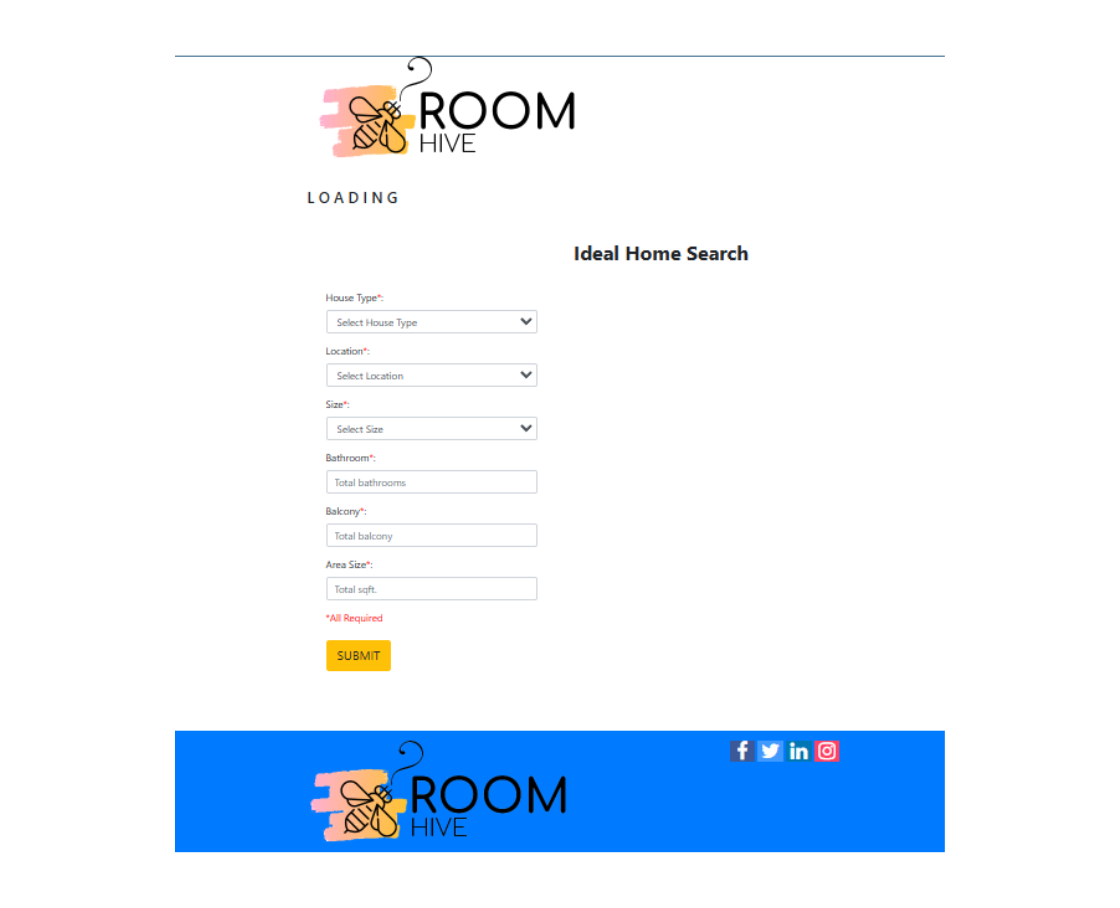 ROOM
HIVE
LOADING
Ideal Home Search
House Type*:
Select House Type
Location*:
Select Location
Size*:
Select Size
Bathroom*:
Total bathrooms
Balcony*:
Total balcony
Area Size*:
Total sqft.
*All Required
SUBMIT
f in
ROOM
HIVE